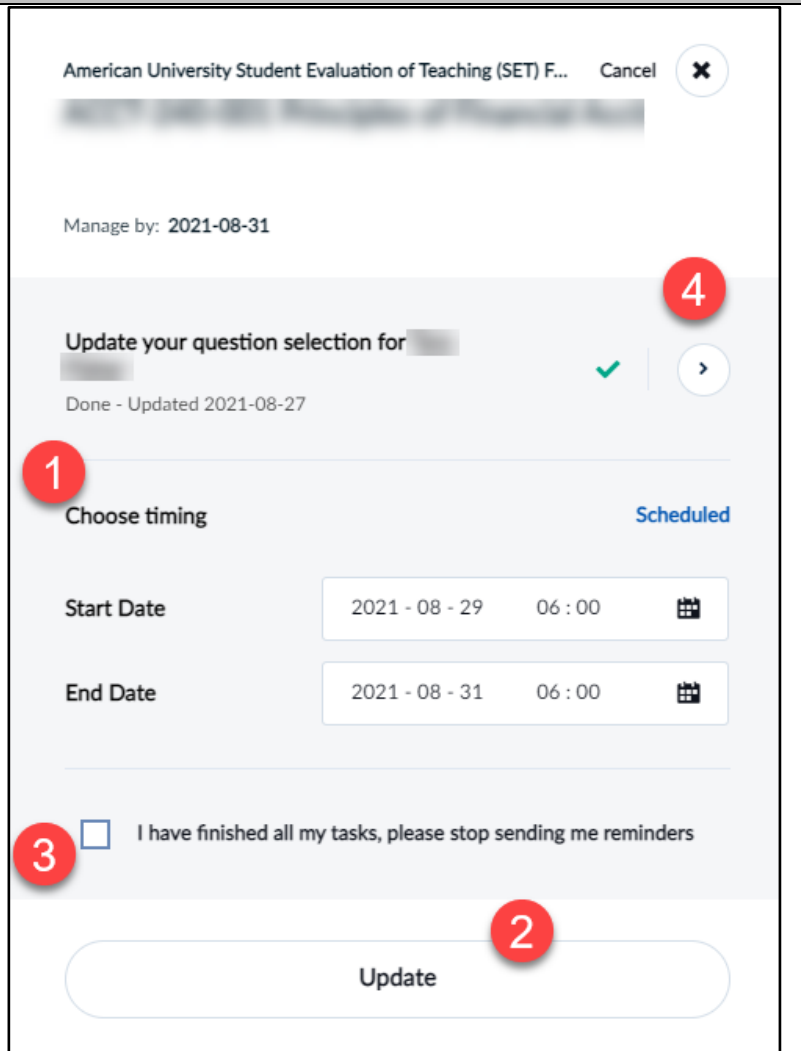 American University Student Evaluation of Teaching (SET) F... Cancel
Manage by: 2021-08-31
4
Update your question selection for
Done - Updated 2021-08-27
1
Choose timing Scheduled
Start Date 2021 - 08 - 29 06 : 00
End Date 2021 - 08 - 31 06 : 00
I have finished all my tasks, please stop sending me reminders
3
2
Update